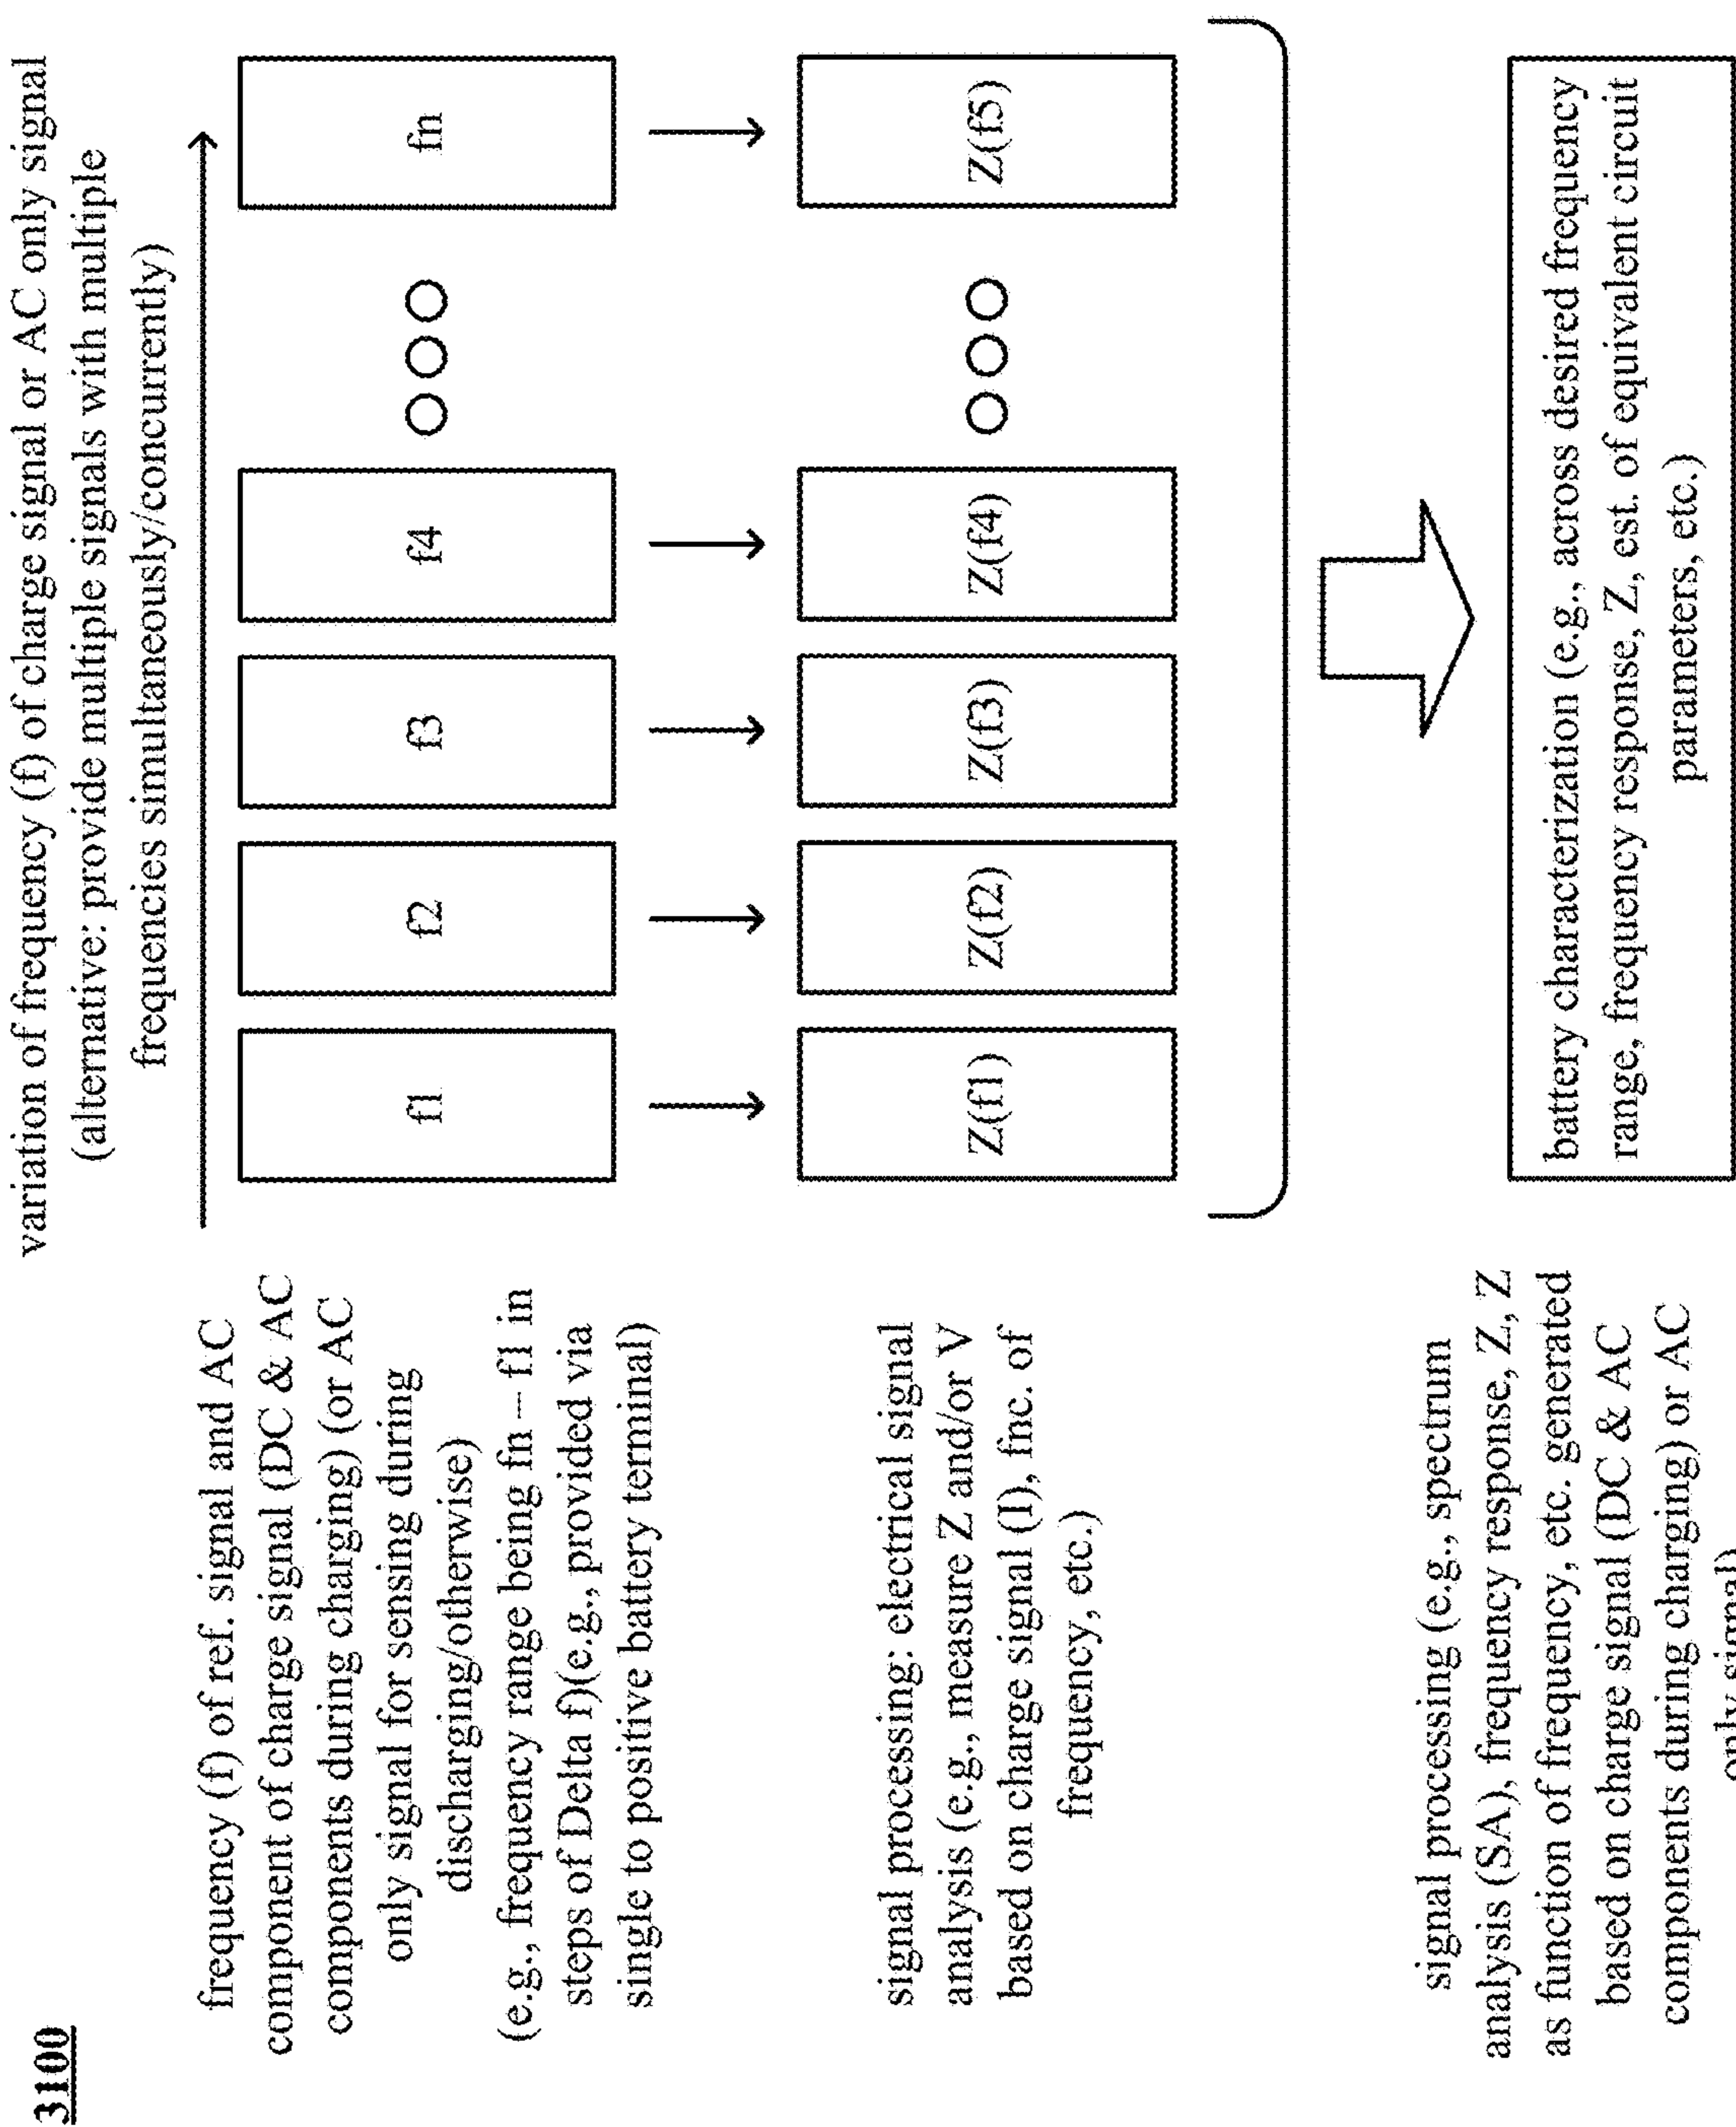 3100
variation of frequency (f) of charge signal or AC only signal
(alternative: provide multiple signals with multiple
frequencies simultaneously/concurrently)
frequency (f) of ref. signal and AC
component of charge signal (DC & AC
components during charging) (or AC
only signal for sensing during
discharging/otherwise)
(e.g., frequency range being fn – f1 in
steps of Delta f)(e.g., provided via
single to positive battery terminal)
f1
f2
f3
f4
fn
signal processing: electrical signal
analysis (e.g., measure Z and/or V
based on charge signal (I), fnc. of
frequency, etc.)
Z(f1)
Z(f2)
Z(f3)
Z(f4)
Z(f5)
signal processing (e.g., spectrum
analysis (SA), frequency response, Z, Z
as function of frequency, etc. generated
based on charge signal (DC & AC
components during charging) or AC
only signal)
battery characterization (e.g., across desired frequency
range, frequency response, Z, est. of equivalent circuit
parameters, etc.)